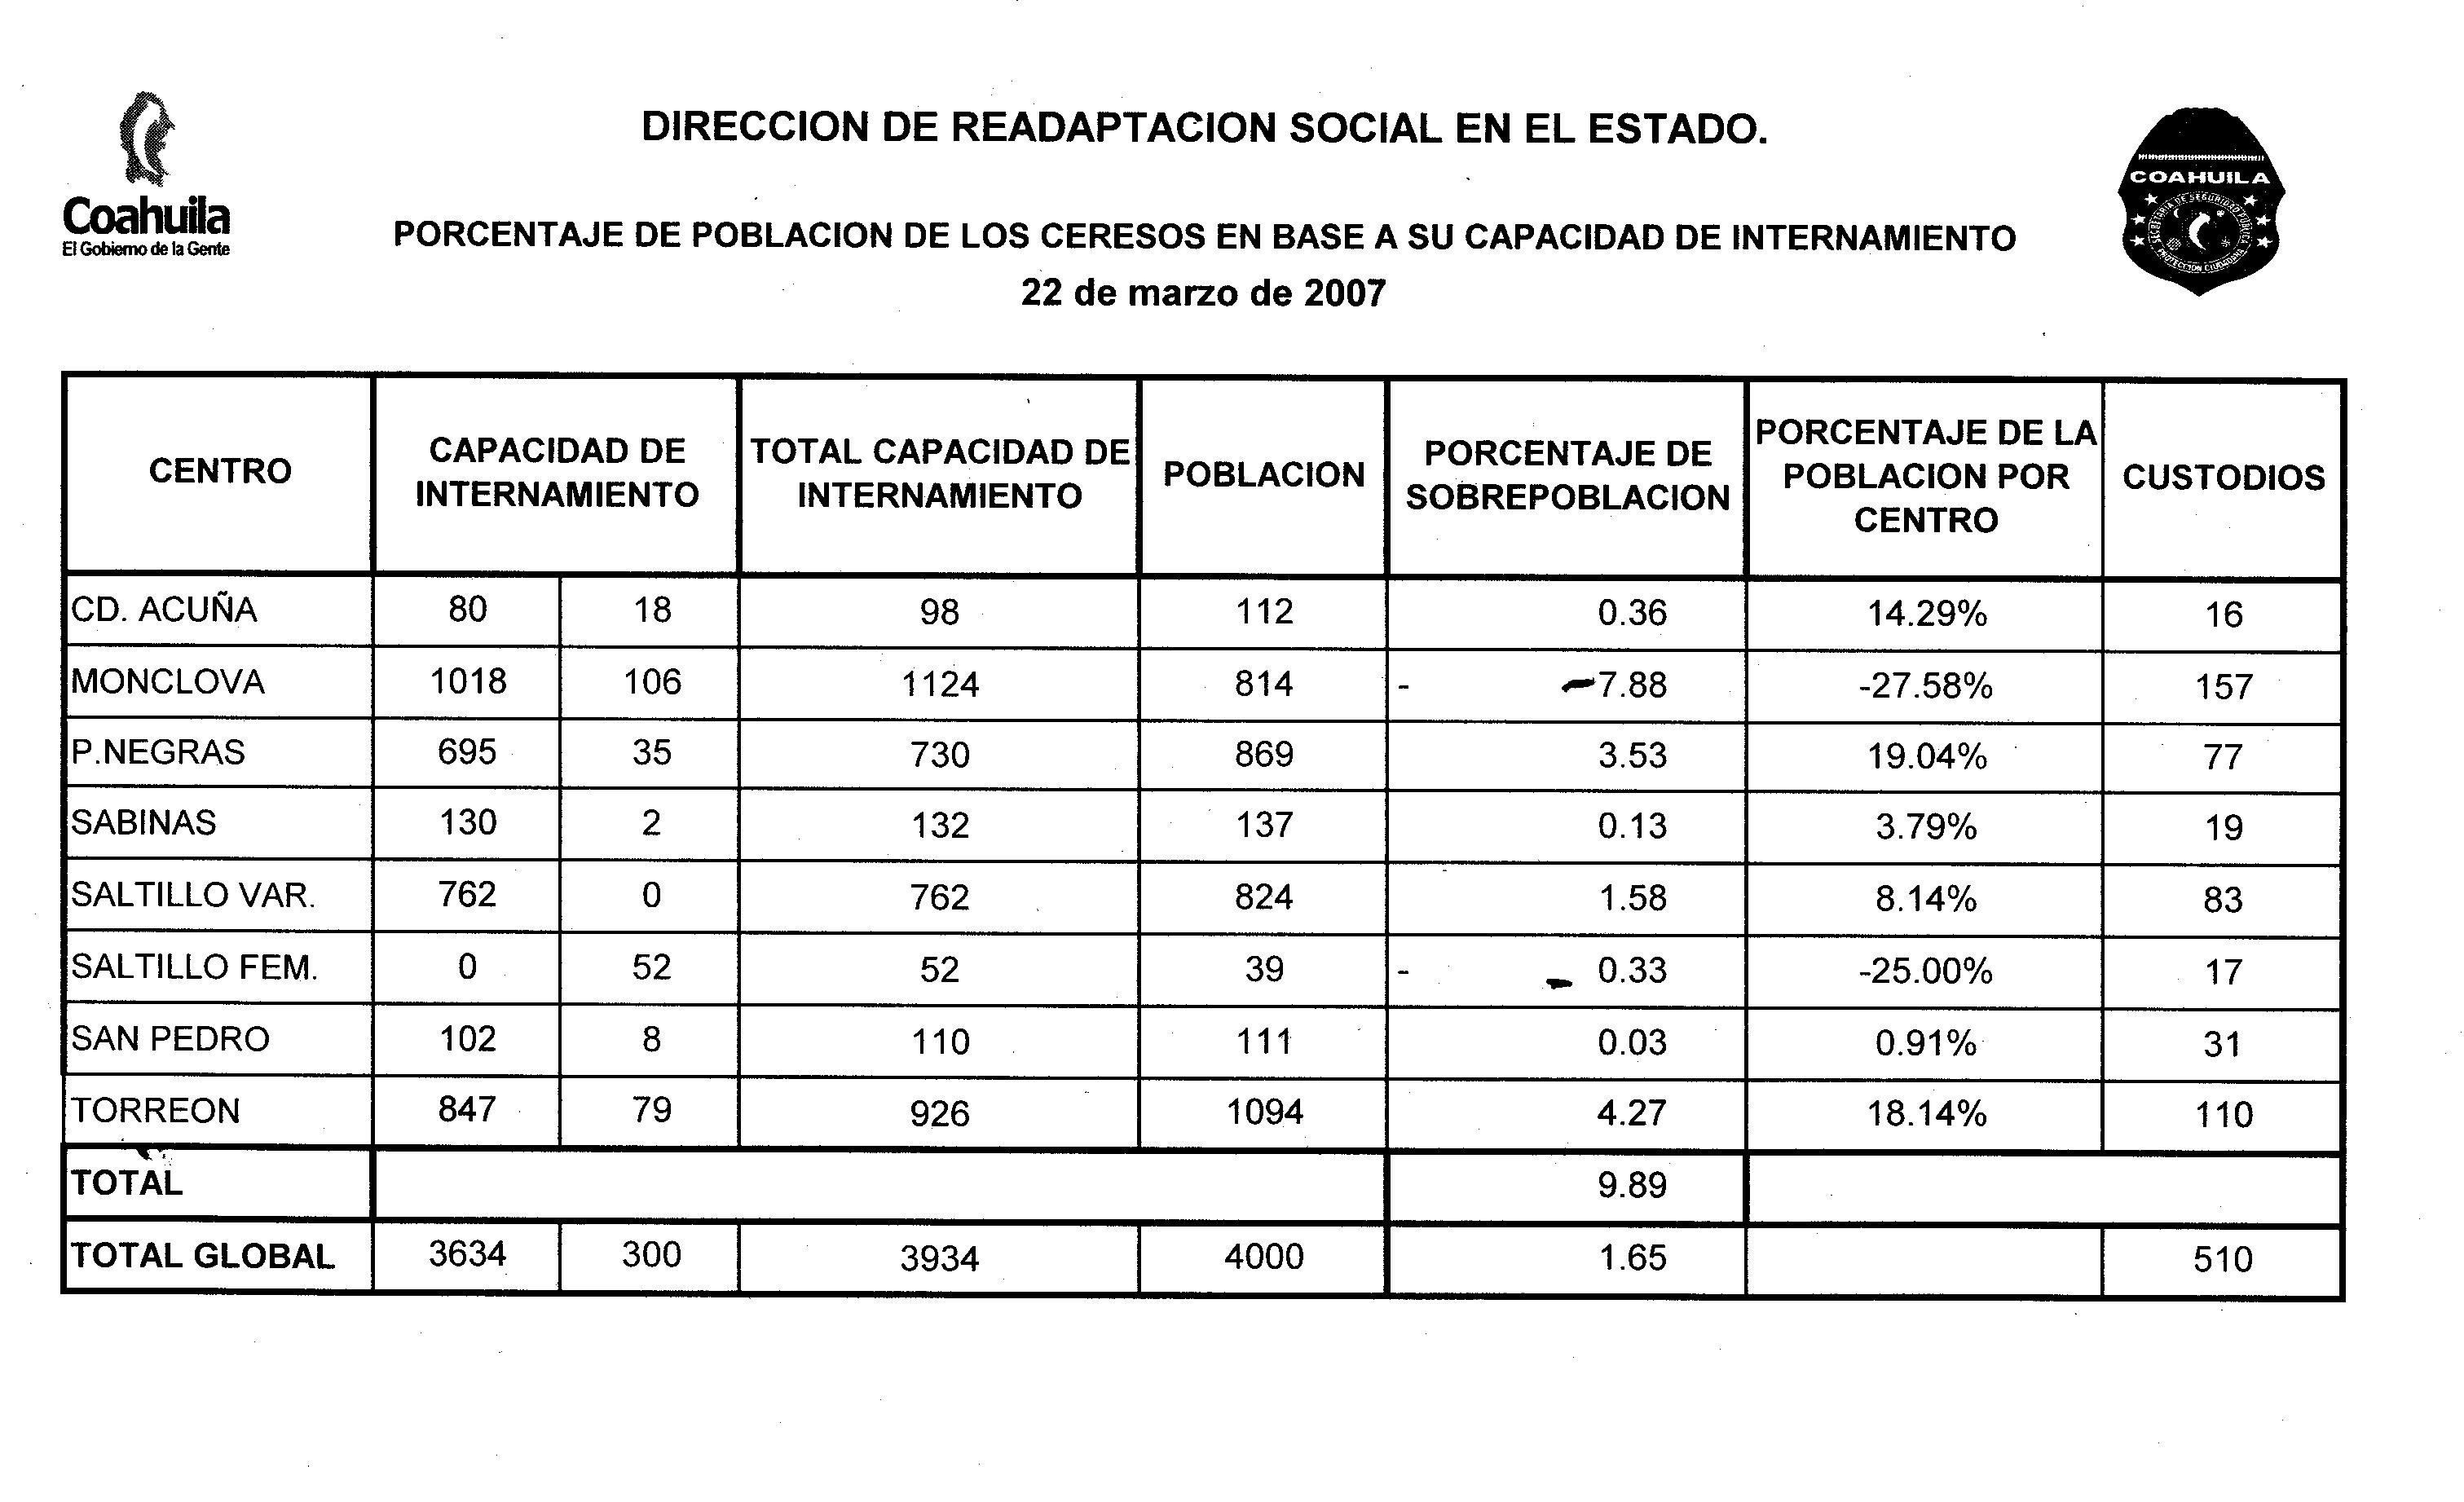 DIRECCION DE READAPTACION SOCIAL EN EL ESTADO.
Coahuila
El Gobierno de la Gente
COAHUILA
PORCENTAJE DE POBLACION DE LOS CERESOS EN BASE A SU CAPACIDAD DE INTERNAMIENTO
22 de marzo de 2007
CENTRO CAPACIDAD DE INTERNAMIENTO TOTAL CAPACIDAD DE INTERNAMIENTO POBLACION PORCENTAJE DE SOBREPOBLACION PORCENTAJE DE LA POBLACION POR CENTRO CUSTODIOS
CD. ACUÑA 80 18 98 112 0.36 14.29% 16
MONCLOVA 1018 106 1124 814 - -7.88 -27.58% 157
P.NEGRAS 695 35 730 869 3.53 19.04% 77
SABINAS 130 2 132 137 0.13 3.79% 19
SALTILLO VAR. 762 0 762 824 1.58 8.14% 83
SALTILLO FEM. 0 52 52 39 - - 0.33 -25.00% 17
SAN PEDRO 102 8 110 111 0.03 0.91% 31
TORREON 847 79 926 1094 4.27 18.14% 110
TOTAL 9.89
TOTAL GLOBAL 3634 300 3934 4000 1.65 510